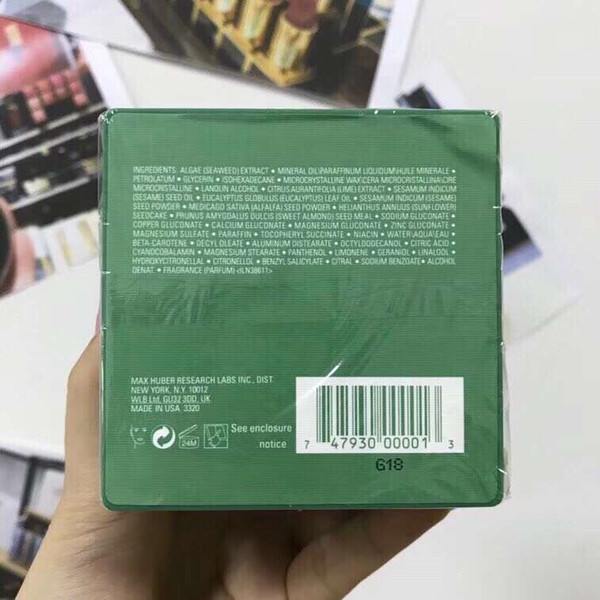 INGREDIENTS: ALGAE (SEAWEED) EXTRACT • MINERAL OIL\PARAFFINUM LIQUIDUM\HUILE MINERALE •
PETROLATUM • GLYCERIN • ISOHEXADECANE • MICROCRYSTALLINE WAX\CERA MICROCRISTALLINA\CIRE
MICROCRISTALLINE • LANOLIN ALCOHOL • CITRUS AURANTIFOLIA (LIME) EXTRACT • SESAMUM INDICUM
(SESAME) SEED OIL • EUCALYPTUS GLOBULUS (EUCALYPTUS) LEAF OIL • SESAMUM INDICUM (SESAME)
SEED POWDER • MEDICAGO SATIVA (ALFALFA) SEED POWDER • HELIANTHUS ANNUUS (SUNFLOWER)
SEEDCAKE • PRUNUS AMYGDALUS DULCIS (SWEET ALMOND) SEED MEAL • SODIUM GLUCONATE •
COPPER GLUCONATE • CALCIUM GLUCONATE • MAGNESIUM GLUCONATE • ZINC GLUCONATE •
MAGNESIUM SULFATE • PARAFFIN • TOCOPHERYL SUCCINATE • NIACIN • WATER\AQUA\EAU •
BETA-CAROTENE • DECYL OLEATE • ALUMINUM DISTEARATE • OCTYLDODECANOL • CITRIC ACID •
CYANOCOBALAMIN • MAGNESIUM STEARATE • PANTHENOL • LIMONENE • GERANIOL • LINALOOL •
HYDROXYCITRONELLAL • CITRONELLOL • BENZYL SALICYLATE • CITRAL • SODIUM BENZOATE • ALCOHOL
DENAT. • FRAGRANCE (PARFUM) <ILN38611>
MAX HUBER RESEARCH LABS INC., DIST.
NEW YORK, N.Y. 10012
WLB Ltd. GU32 3DD, UK
MADE IN USA 3320
24M
See enclosure
notice
7 47930 00001 3
G18